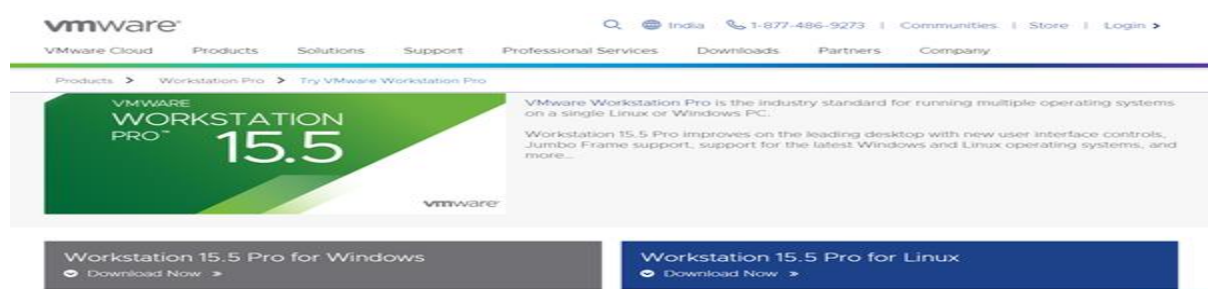 vmware
India 1-877-486-9273 | Communities | Store | Login >
VMware Cloud Products Solutions Support Professional Services Downloads Partners Company
Products > Workstation Pro > Try VMware Workstation Pro
VMWARE
WORKSTATION
PRO™ 15.5
vmware
VMware Workstation Pro is the industry standard for running multiple operating systems
on a single Linux or Windows PC.
Workstation 15.5 Pro improves on the leading desktop with new user interface controls,
Jumbo Frame support, support for the latest Windows and Linux operating systems, and
more...
Workstation 15.5 Pro for Windows
Download Now »
Workstation 15.5 Pro for Linux
Download Now »